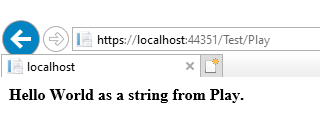 https://localhost:44351/Test/Play
localhost
Hello World as a string from Play.